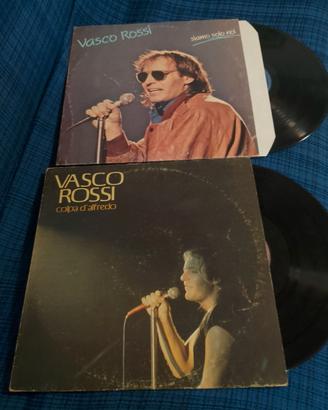 Vasco Rossi
siamo solo noi
VASCO
ROSSI
colpa d'alfredo